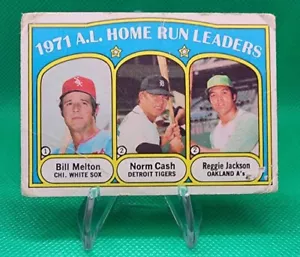 1971 A.L. HOME RUN LEADERS
1 2 2
Bill Melton Norm Cash Reggie Jackson
CHI. WHITE SOX DETROIT TIGERS OAKLAND A's